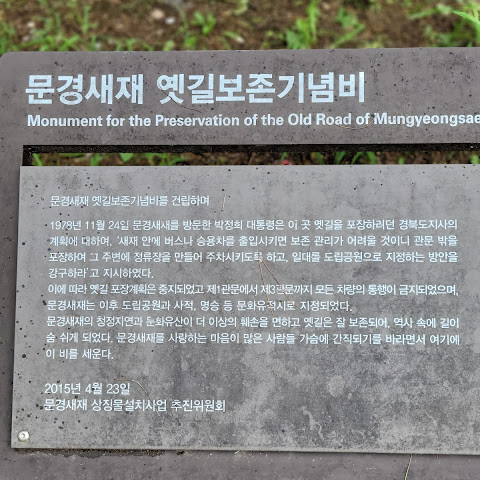 문경새재 옛길보존기념비
Monument for the Preservation of the Old Road of Mungyeongsae
문경새재 옛길보존기념비를 건립하며
1979년 11월 24일 문경새재를 방문한 박정희 대통령은 이 곳 옛길을 포장하려던 경북도지사의
계획에 대하여, '새재 안에 버스나 승용차를 출입시키면 보존 관리가 어려울 것이니 관문 밖을
포장하여 그 주변에 정류장을 만들어 주차시키도록 하고, 일대를 도립공원으로 지정하는 방안을
강구하라'고 지시하였다.
이에 따라 옛길 포장계획은 중지되었고 제1관문에서 제3관문까지 모든 차량의 통행이 금지되었으며,
문경새재는 이후 도립공원과 사적, 명승 등 문화유적지로 지정되었다.
문경새재의 청정자연과 문화유산이 더 이상의 훼손을 면하고 옛길은 잘 보존되어, 역사 속에 길이
숨 쉬게 되었다. 문경새재를 사랑하는 마음이 많은 사람들 가슴에 간직되기를 바라면서 여기에
이 비를 세운다.
2015년 4월 23일
문경새재 상징물설치사업 추진위원회